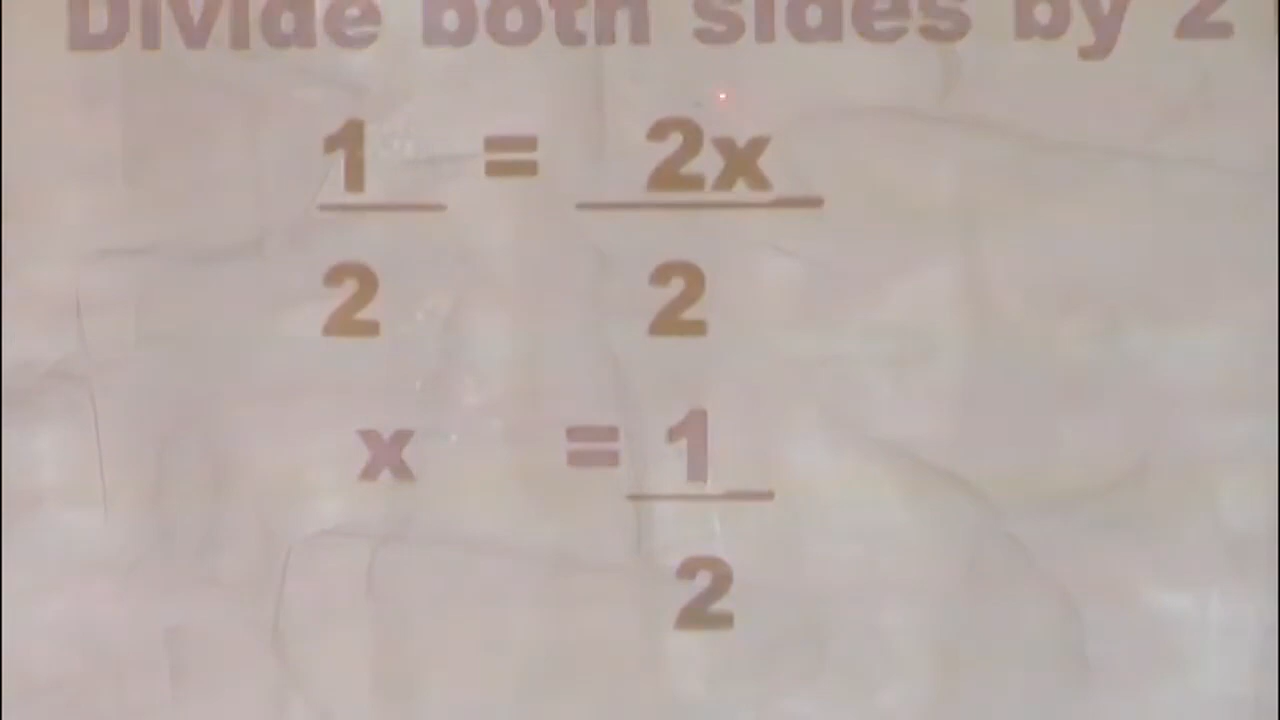 Divide both sides by 2
1 = 2x
2 2
x = 1
2